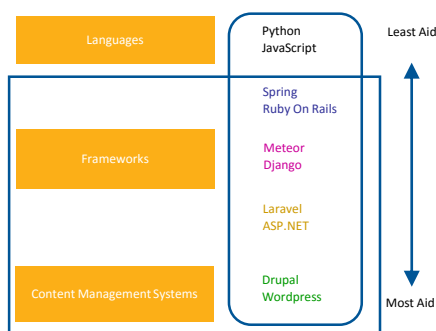 Languages
Python
JavaScript
Least Aid
Spring
Ruby On Rails
Frameworks
Meteor
Django
Laravel
ASP.NET
Content Management Systems
Drupal
Wordpress
Most Aid